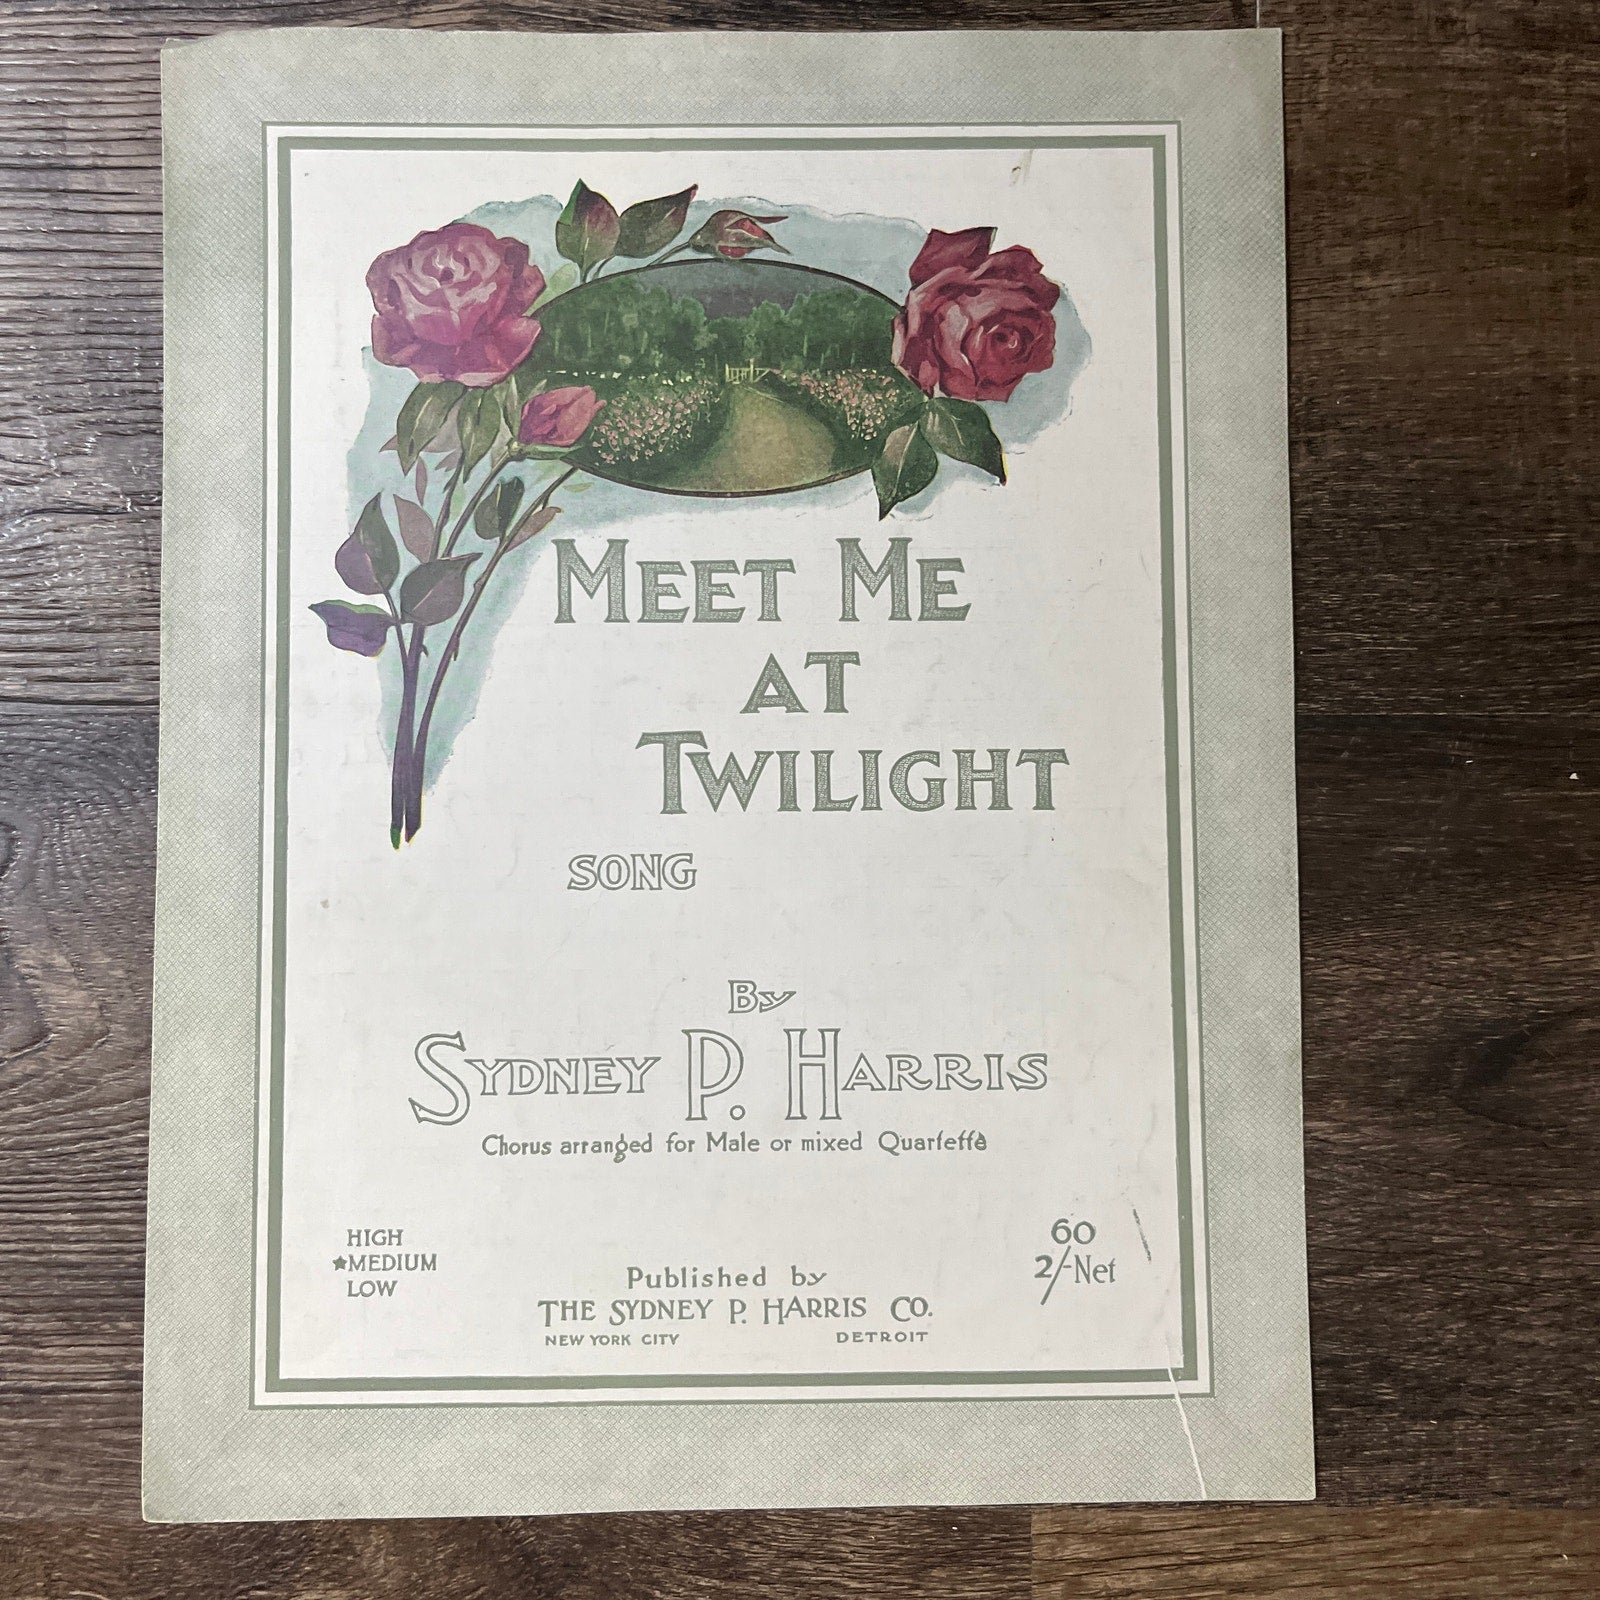 MEET ME
AT
TWILIGHT
SONG
By
SYDNEY P. HARRIS
Chorus arranged for Male or mixed Quartette
HIGH
★MEDIUM
LOW
60
2/-Net
Published by
THE SYDNEY P. HARRIS CO.
NEW YORK CITY DETROIT